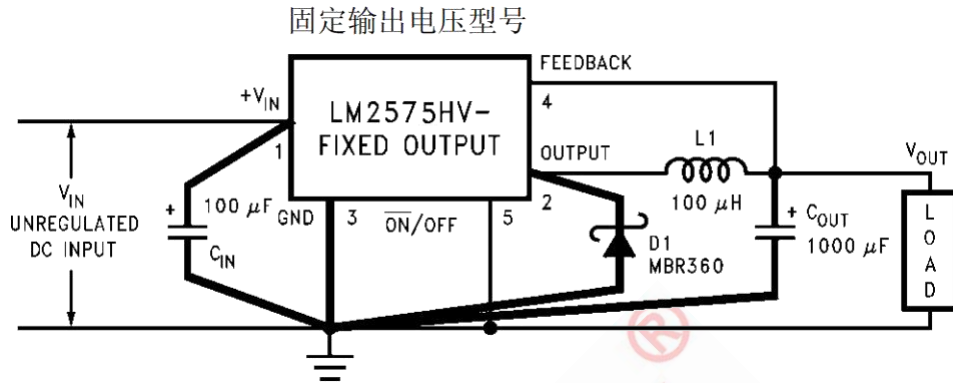 固定输出电压型号
FEEDBACK
+VIN
4
LM2575HV-
FIXED OUTPUT
1
OUTPUT
L1
VOUT
VIN
UNREGULATED
DC INPUT
+
100 μF
CIN
GND
3
ON/OFF
5
2
100 μH
D1
MBR360
+
COUT
1000 μF
LOAD
®